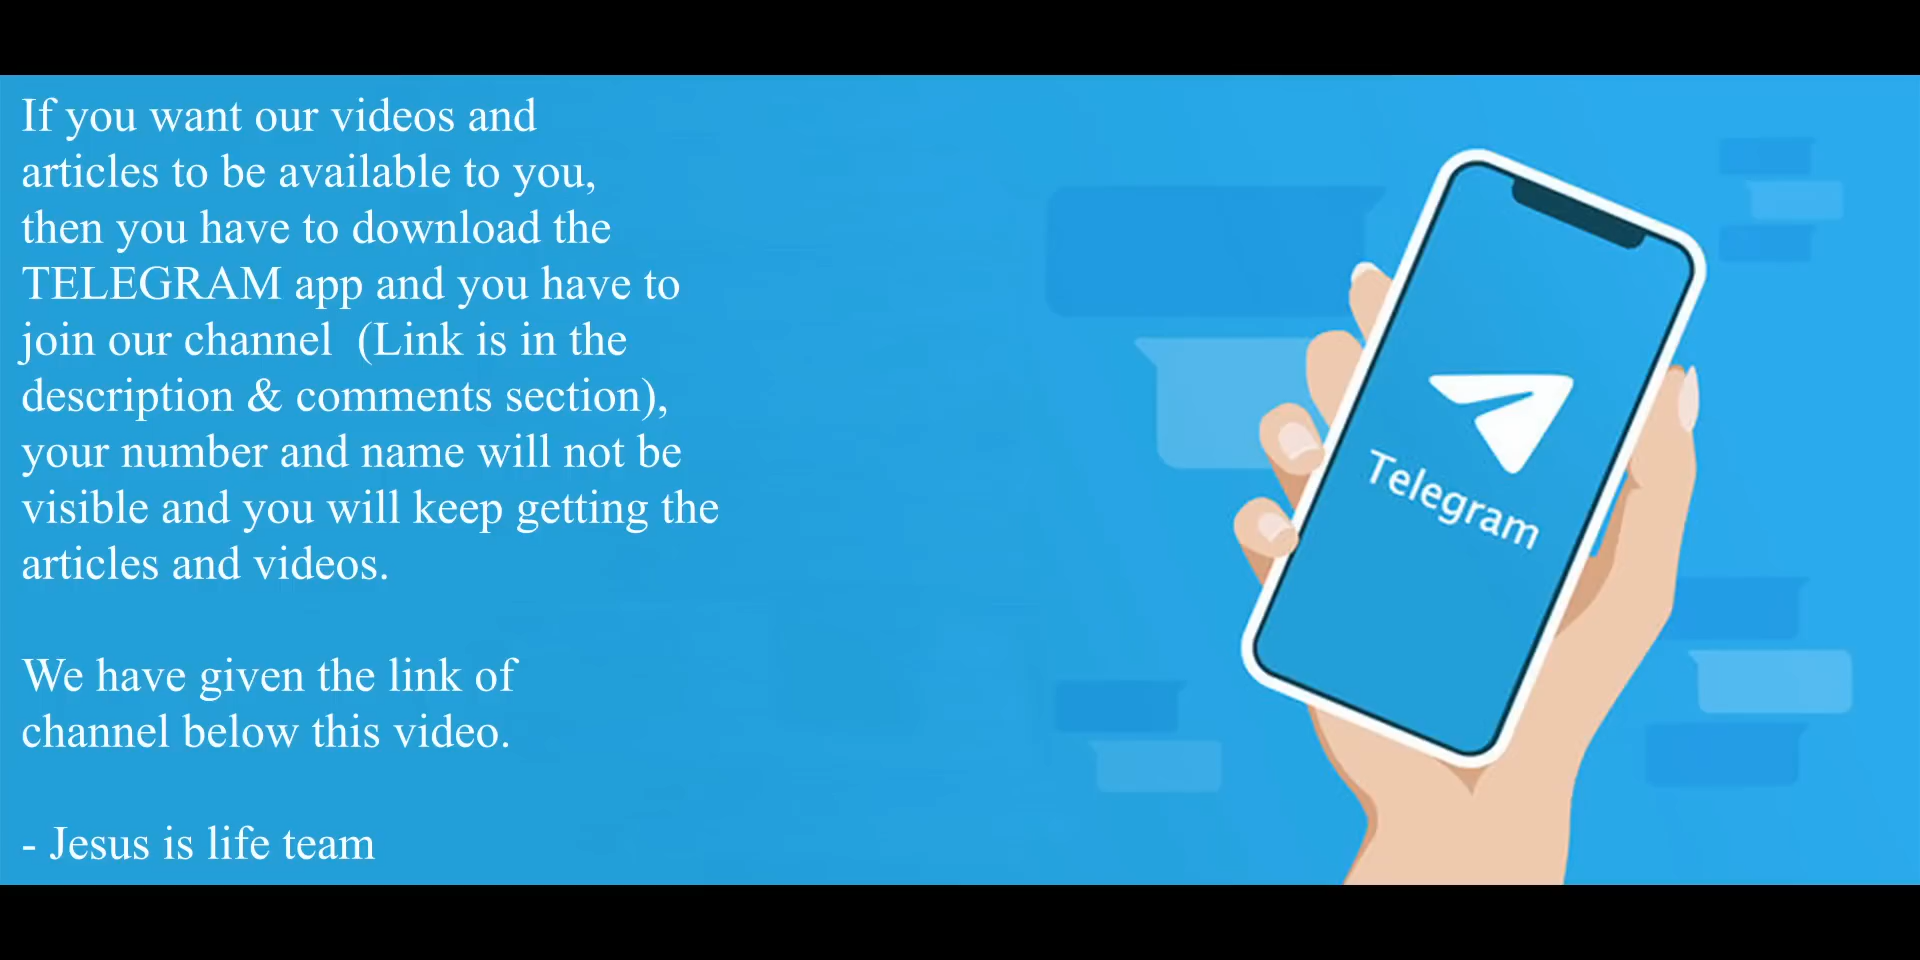 If you want our videos and
articles to be available to you,
then you have to download the
TELEGRAM app and you have to
join our channel  (Link is in the
description & comments section),
your number and name will not be
visible and you will keep getting the
articles and videos.
We have given the link of
channel below this video.
- Jesus is life team
Telegram